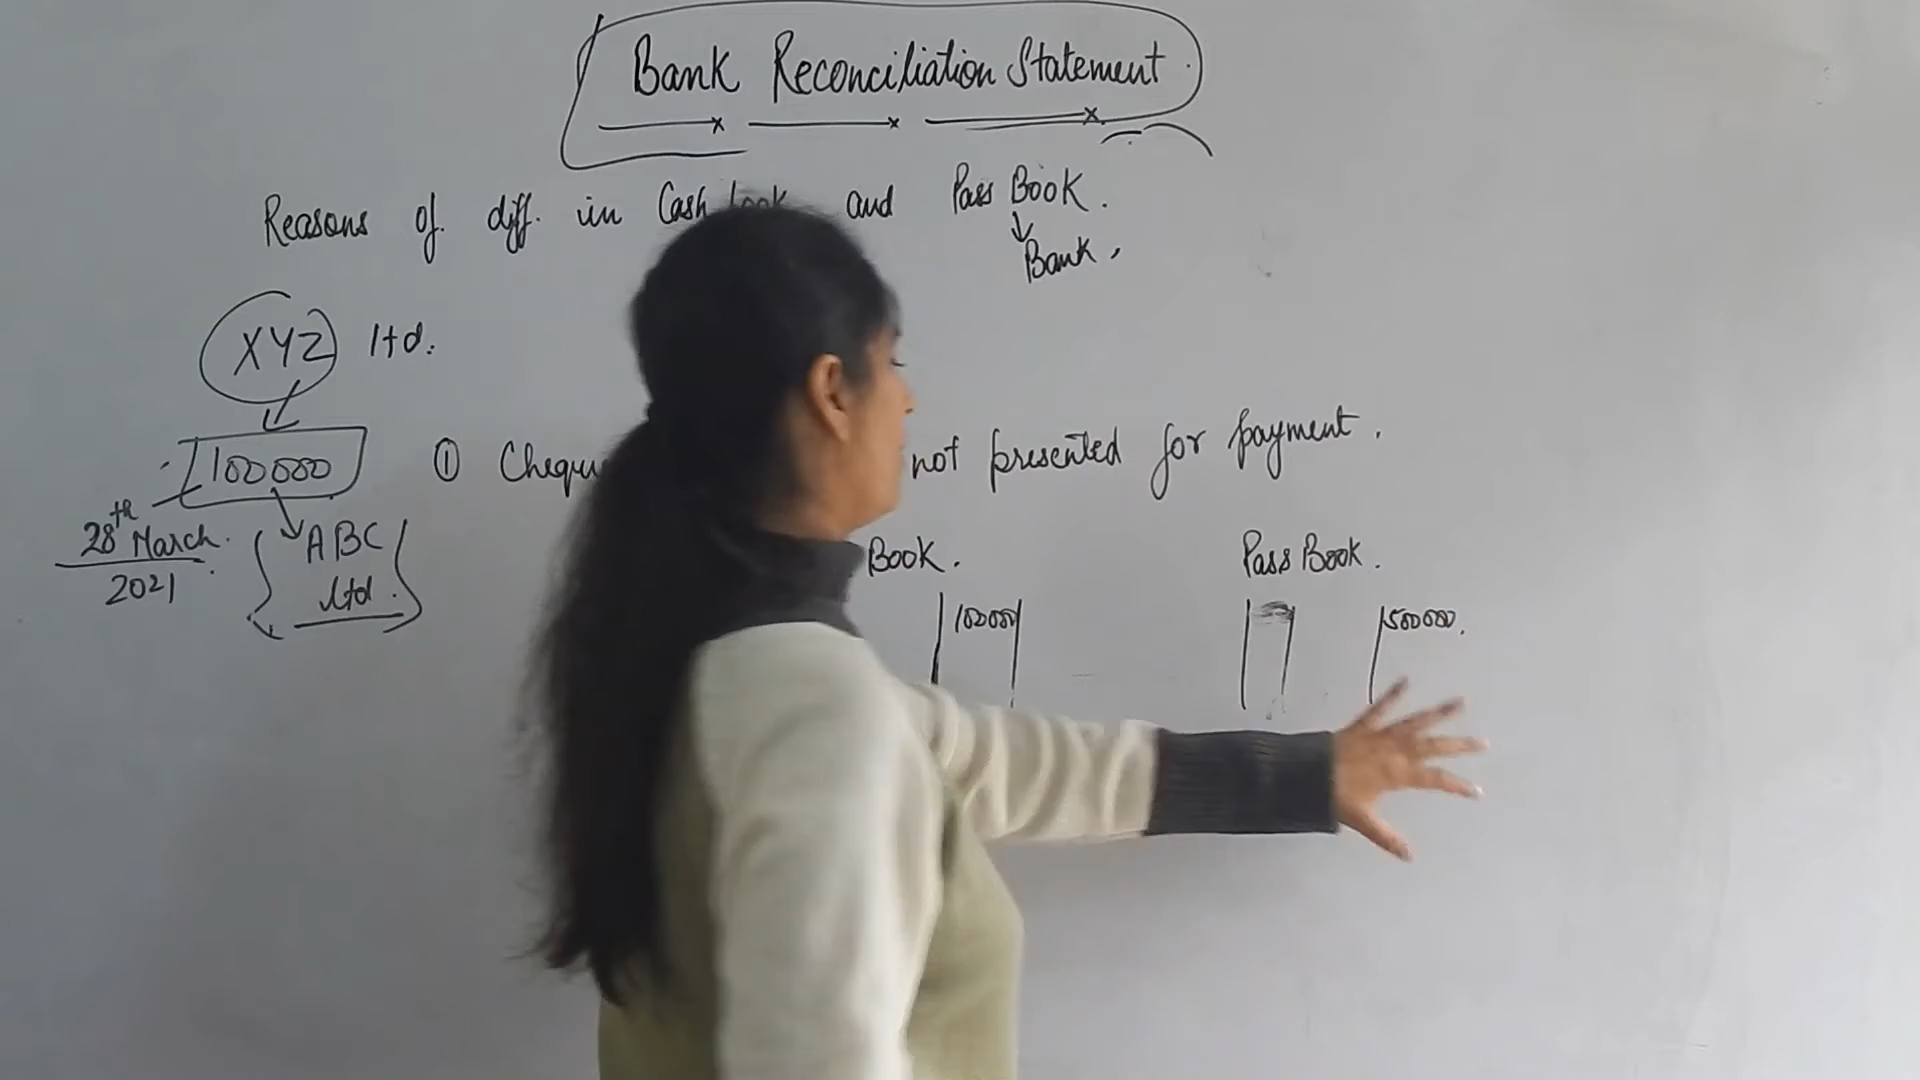 Bank Reconciliation Statement.
Reasons of diff. in Cash book and Pass Book.
Bank,
XYZ ltd.
100000
28th March. 2021
ABC ltd.
① Cheque not presented for payment.
Book. Pass Book.
100000 500000.